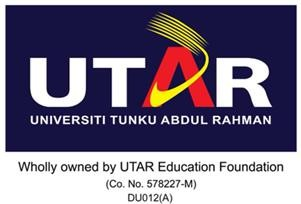 UTAR
UNIVERSITI TUNKU ABDUL RAHMAN
Wholly owned by UTAR Education Foundation
(Co. No. 578227-M)
DU012(A)